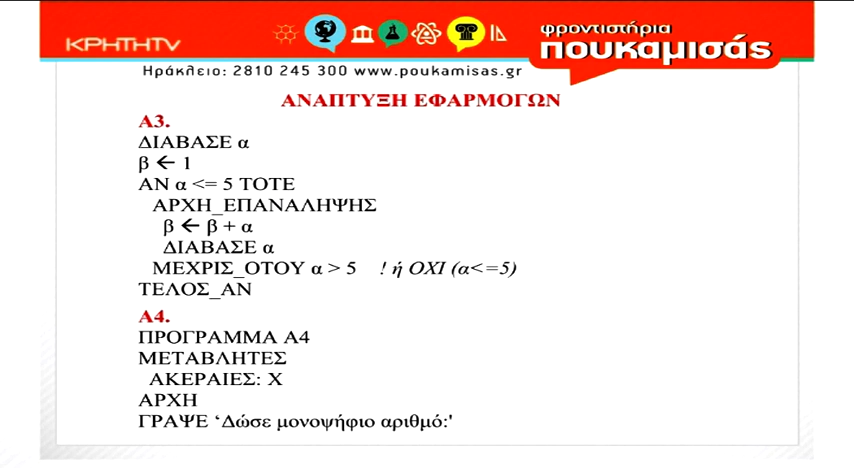 ΚΡΗΤΗTV
φροντιστήρια
πουκαμισάς
Ηράκλειο: 2810 245 300 www.poukamisas.gr
ΑΝΑΠΤΥΞΗ ΕΦΑΡΜΟΓΩΝ
Α3.
ΔΙΑΒΑΣΕ α
β ← 1
ΑΝ α <= 5 ΤΟΤΕ
ΑΡΧΗ_ΕΠΑΝΑΛΗΨΗΣ
β ← β + α
ΔΙΑΒΑΣΕ α
ΜΕΧΡΙΣ_ΟΤΟΥ α > 5 ! ή ΟΧΙ (α<=5)
ΤΕΛΟΣ_ΑΝ
Α4.
ΠΡΟΓΡΑΜΜΑ Α4
ΜΕΤΑΒΛΗΤΕΣ
ΑΚΕΡΑΙΕΣ: Χ
ΑΡΧΗ
ΓΡΑΨΕ ‘Δώσε μονοψήφιο αριθμό:'